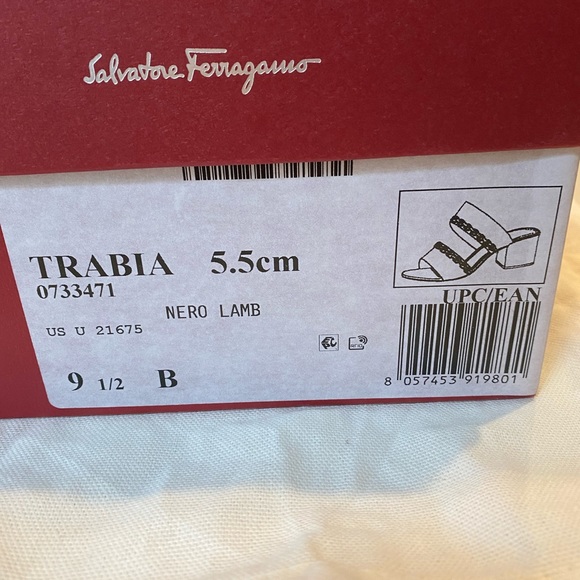 Salvatore Ferragamo
TRABIA 5.5cm
0733471
NERO LAMB
US U 21675
9 1/2 B
UPC/EAN
8 057453 919801